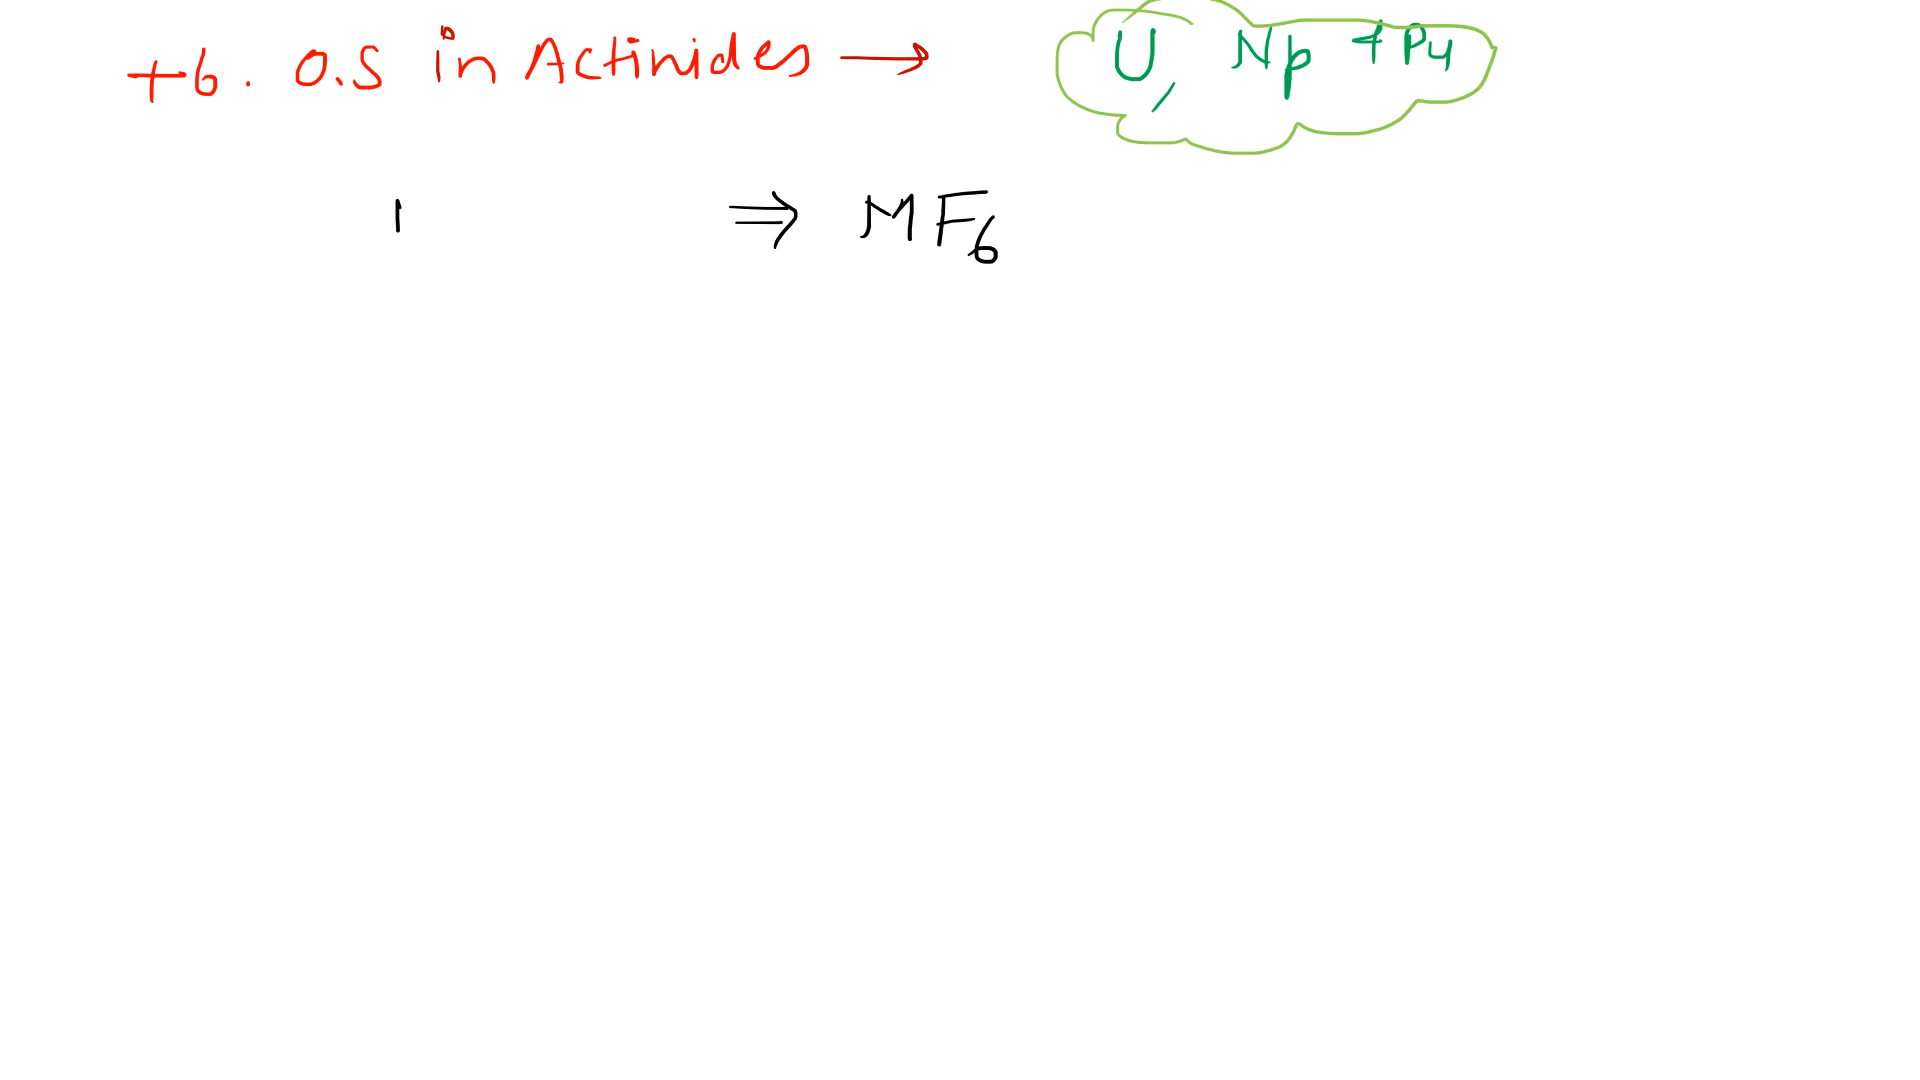 +6. O.S in Actinides → U, Np + Pu
⇒ MF6